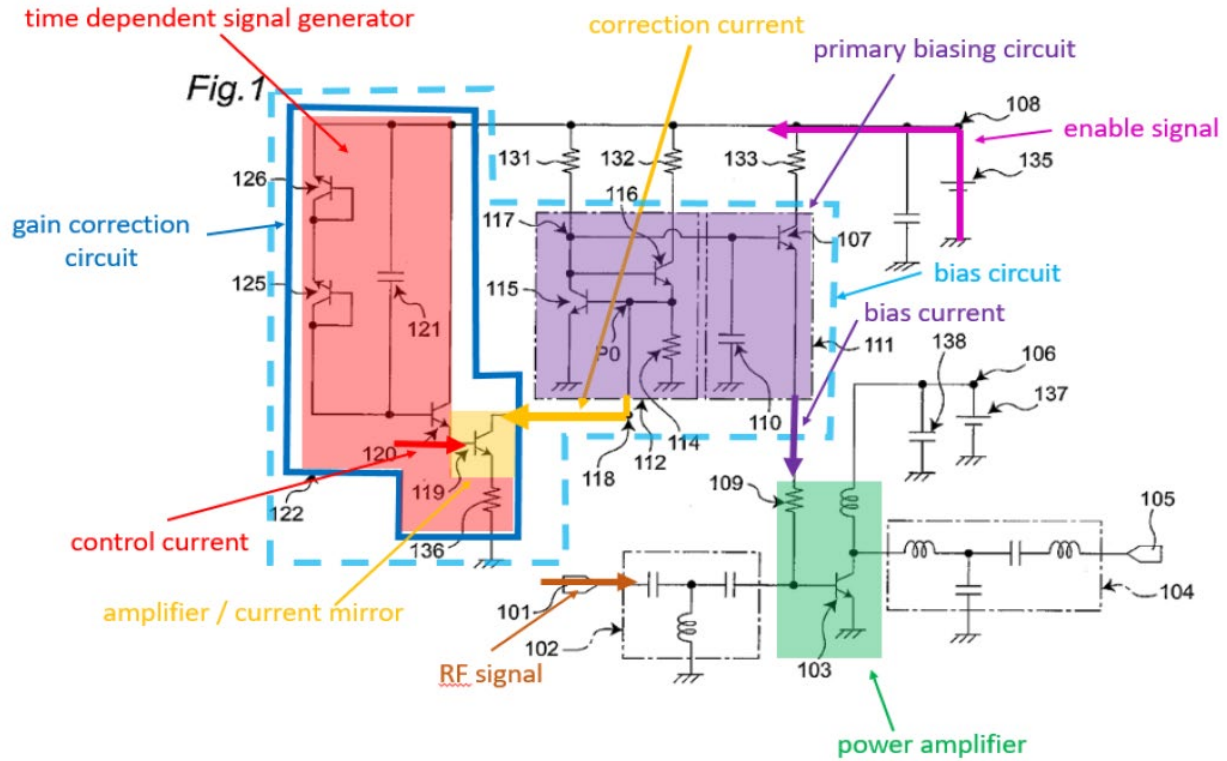 time dependent signal generator
correction current
primary biasing circuit
Fig.1
108
enable signal
131
132
133
135
126
116
117
107
gain correction
circuit
125
115
bias circuit
121
bias current
P0
111
138
106
110
137
120
114
112
118
119
109
122
105
136
control current
101
104
amplifier / current mirror
102
103
RF signal
power amplifier